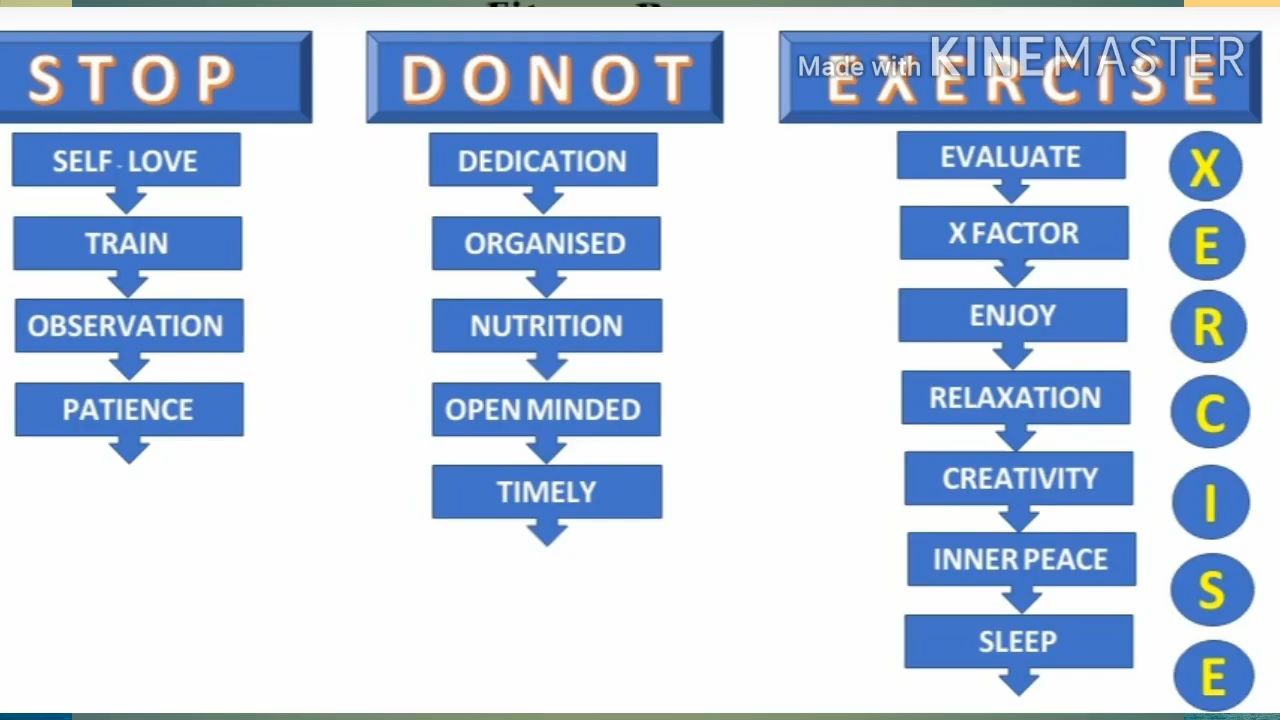 STOP
SELF - LOVE
TRAIN
OBSERVATION
PATIENCE
DONOT
DEDICATION
ORGANISED
NUTRITION
OPEN MINDED
TIMELY
Made with KINEMASTER
EXERCISE
EVALUATE
X FACTOR
ENJOY
RELAXATION
CREATIVITY
INNER PEACE
SLEEP
X
E
R
C
I
S
E